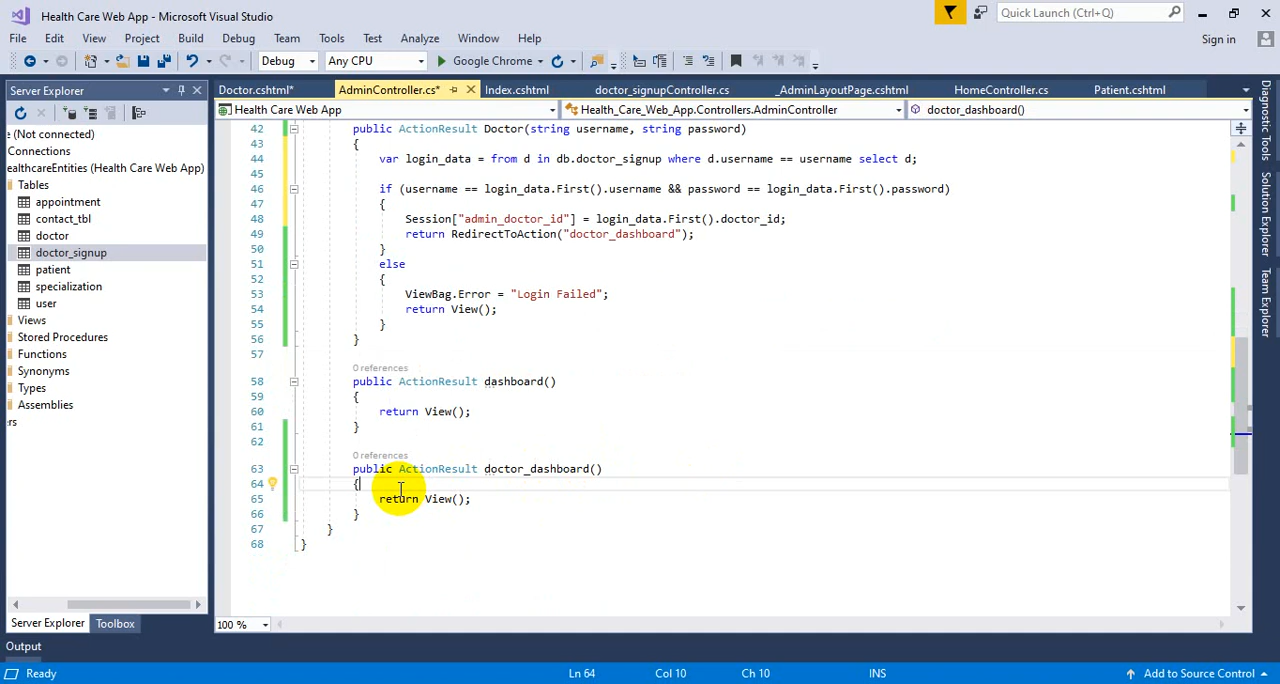 Health Care Web App - Microsoft Visual Studio
Quick Launch (Ctrl+Q)
File Edit View Project Build Debug Team Tools Test Analyze Window Help
Sign in
Debug Any CPU Google Chrome
Server Explorer
Doctor.cshtml* AdminController.cs* Index.cshtml doctor_signupController.cs _AdminLayoutPage.cshtml HomeController.cs Patient.cshtml
Health Care Web App Health_Care_Web_App.Controllers.AdminController doctor_dashboard()
e (Not connected)
Connections
ealthcareEntities (Health Care Web App)
Tables
appointment
contact_tbl
doctor
doctor_signup
patient
specialization
user
Views
Stored Procedures
Functions
Synonyms
Types
Assemblies
ers
42 public ActionResult Doctor(string username, string password)
43 {
44 var login_data = from d in db.doctor_signup where d.username == username select d;
45
46 if (username == login_data.First().username && password == login_data.First().password)
47 {
48 Session["admin_doctor_id"] = login_data.First().doctor_id;
49 return RedirectToAction("doctor_dashboard");
50 }
51 else
52 {
53 ViewBag.Error = "Login Failed";
54 return View();
55 }
56 }
57
0 references
58 public ActionResult dashboard()
59 {
60 return View();
61 }
62
0 references
63 public ActionResult doctor_dashboard()
64 {
65 return View();
66 }
67 }
68 }
Diagnostic Tools
Solution Explorer
Team Explorer
100 %
Server Explorer Toolbox
Output
Ready Ln 64 Col 10 Ch 10 INS Add to Source Control